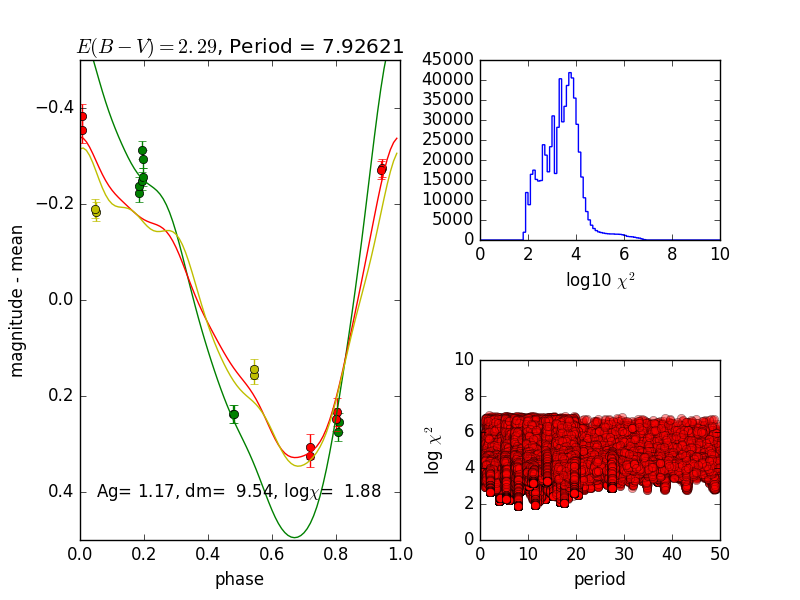 E(B−V)=2.29, Period = 7.92621
−0.4
−0.2
0.0
0.2
0.4
magnitude - mean
Ag= 1.17, dm= 9.54, logχ= 1.88
0.0 0.2 0.4 0.6 0.8 1.0
phase
45000
40000
35000
30000
25000
20000
15000
10000
5000
0
0 2 4 6 8 10
log10 χ²
10
8
6
4
2
0
log χ²
0 10 20 30 40 50
period